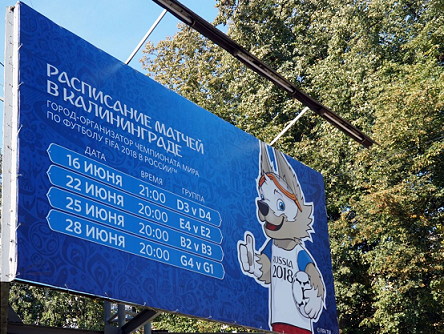 РАСПИСАНИЕ МАТЧЕЙ
В КАЛИНИНГРАДЕ
ГОРОД-ОРГАНИЗАТОР ЧЕМПИОНАТА МИРА
ПО ФУТБОЛУ FIFA 2018 В РОССИИ™
ДАТА ВРЕМЯ ГРУППА
16 ИЮНЯ 21:00 D3 v D4
22 ИЮНЯ 20:00 E4 v E2
25 ИЮНЯ 20:00 B2 v B3
28 ИЮНЯ 20:00 G4 v G1
RUSSIA
2018